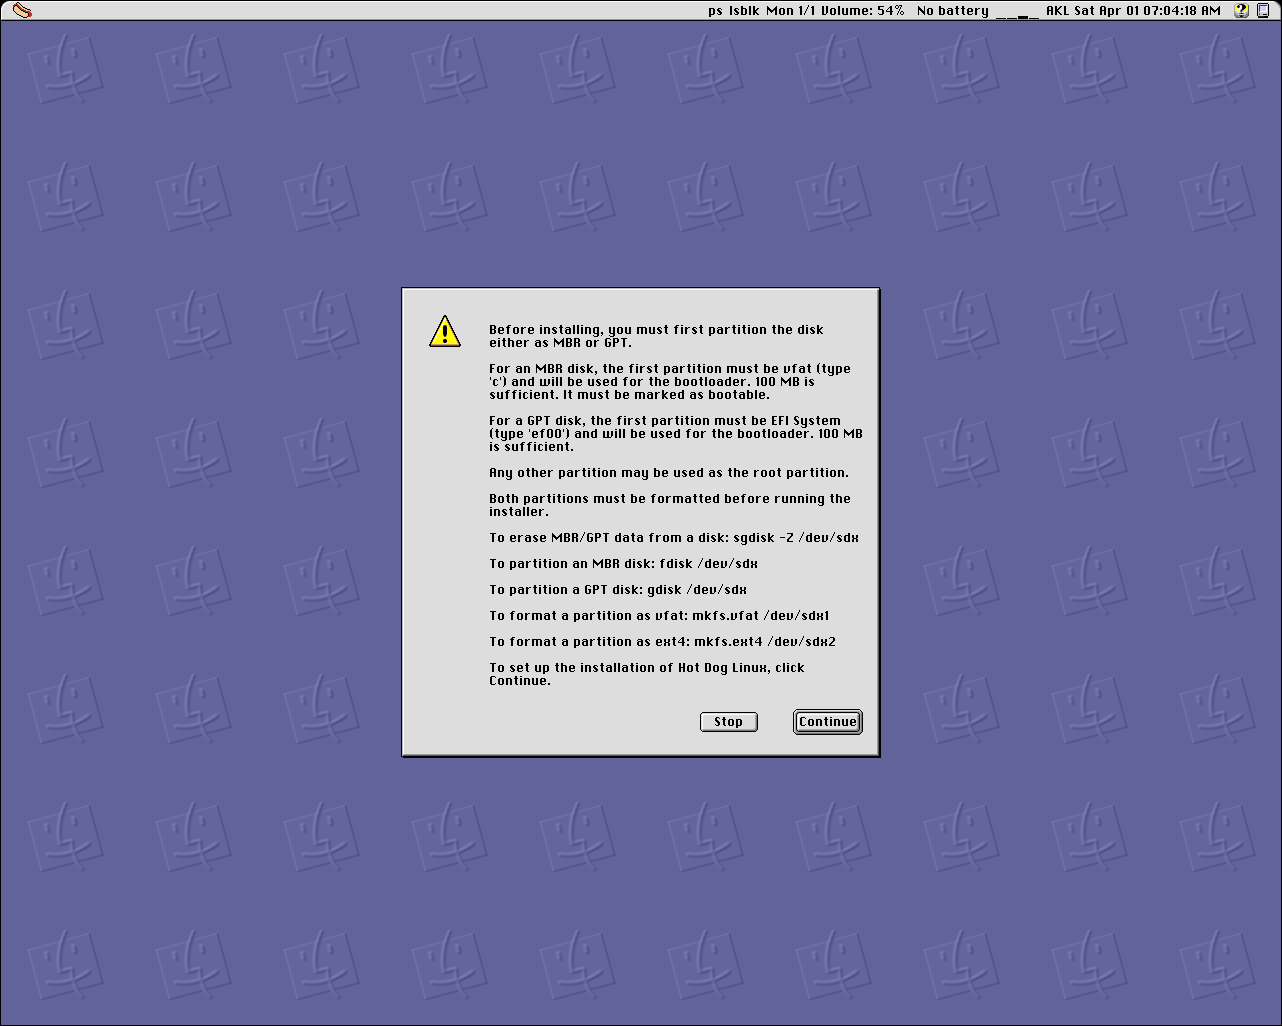 ps lsblk Mon 1/1 Volume: 54% No battery AKL Sat Apr 01 07:04:18 AM
Before installing, you must first partition the disk
either as MBR or GPT.
For an MBR disk, the first partition must be vfat (type
'c') and will be used for the bootloader. 100 MB is
sufficient. It must be marked as bootable.
For a GPT disk, the first partition must be EFI System
(type 'ef00') and will be used for the bootloader. 100 MB
is sufficient.
Any other partition may be used as the root partition.
Both partitions must be formatted before running the
installer.
To erase MBR/GPT data from a disk: sgdisk -Z /dev/sdx
To partition an MBR disk: fdisk /dev/sdx
To partition a GPT disk: gdisk /dev/sdx
To format a partition as vfat: mkfs.vfat /dev/sdx1
To format a partition as ext4: mkfs.ext4 /dev/sdx2
To set up the installation of Hot Dog Linux, click
Continue.
Stop Continue